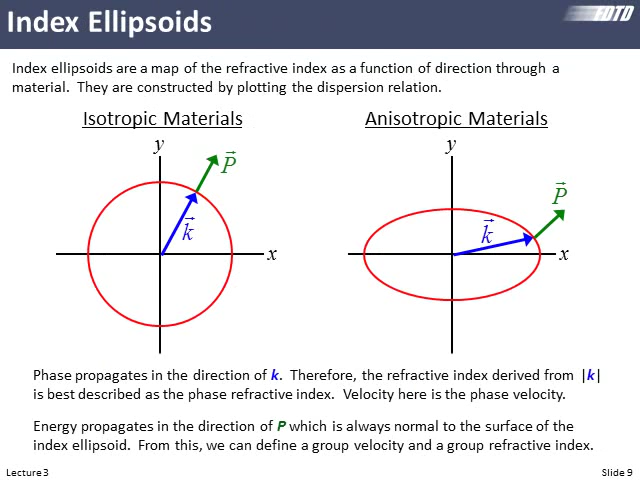 Index Ellipsoids
FDTD
Index ellipsoids are a map of the refractive index as a function of direction through a
material. They are constructed by plotting the dispersion relation.
Isotropic Materials
Anisotropic Materials
y
P
k
x
y
P
k
x
Phase propagates in the direction of k. Therefore, the refractive index derived from |k|
is best described as the phase refractive index. Velocity here is the phase velocity.
Energy propagates in the direction of P which is always normal to the surface of the
index ellipsoid. From this, we can define a group velocity and a group refractive index.
Lecture 3
Slide 9